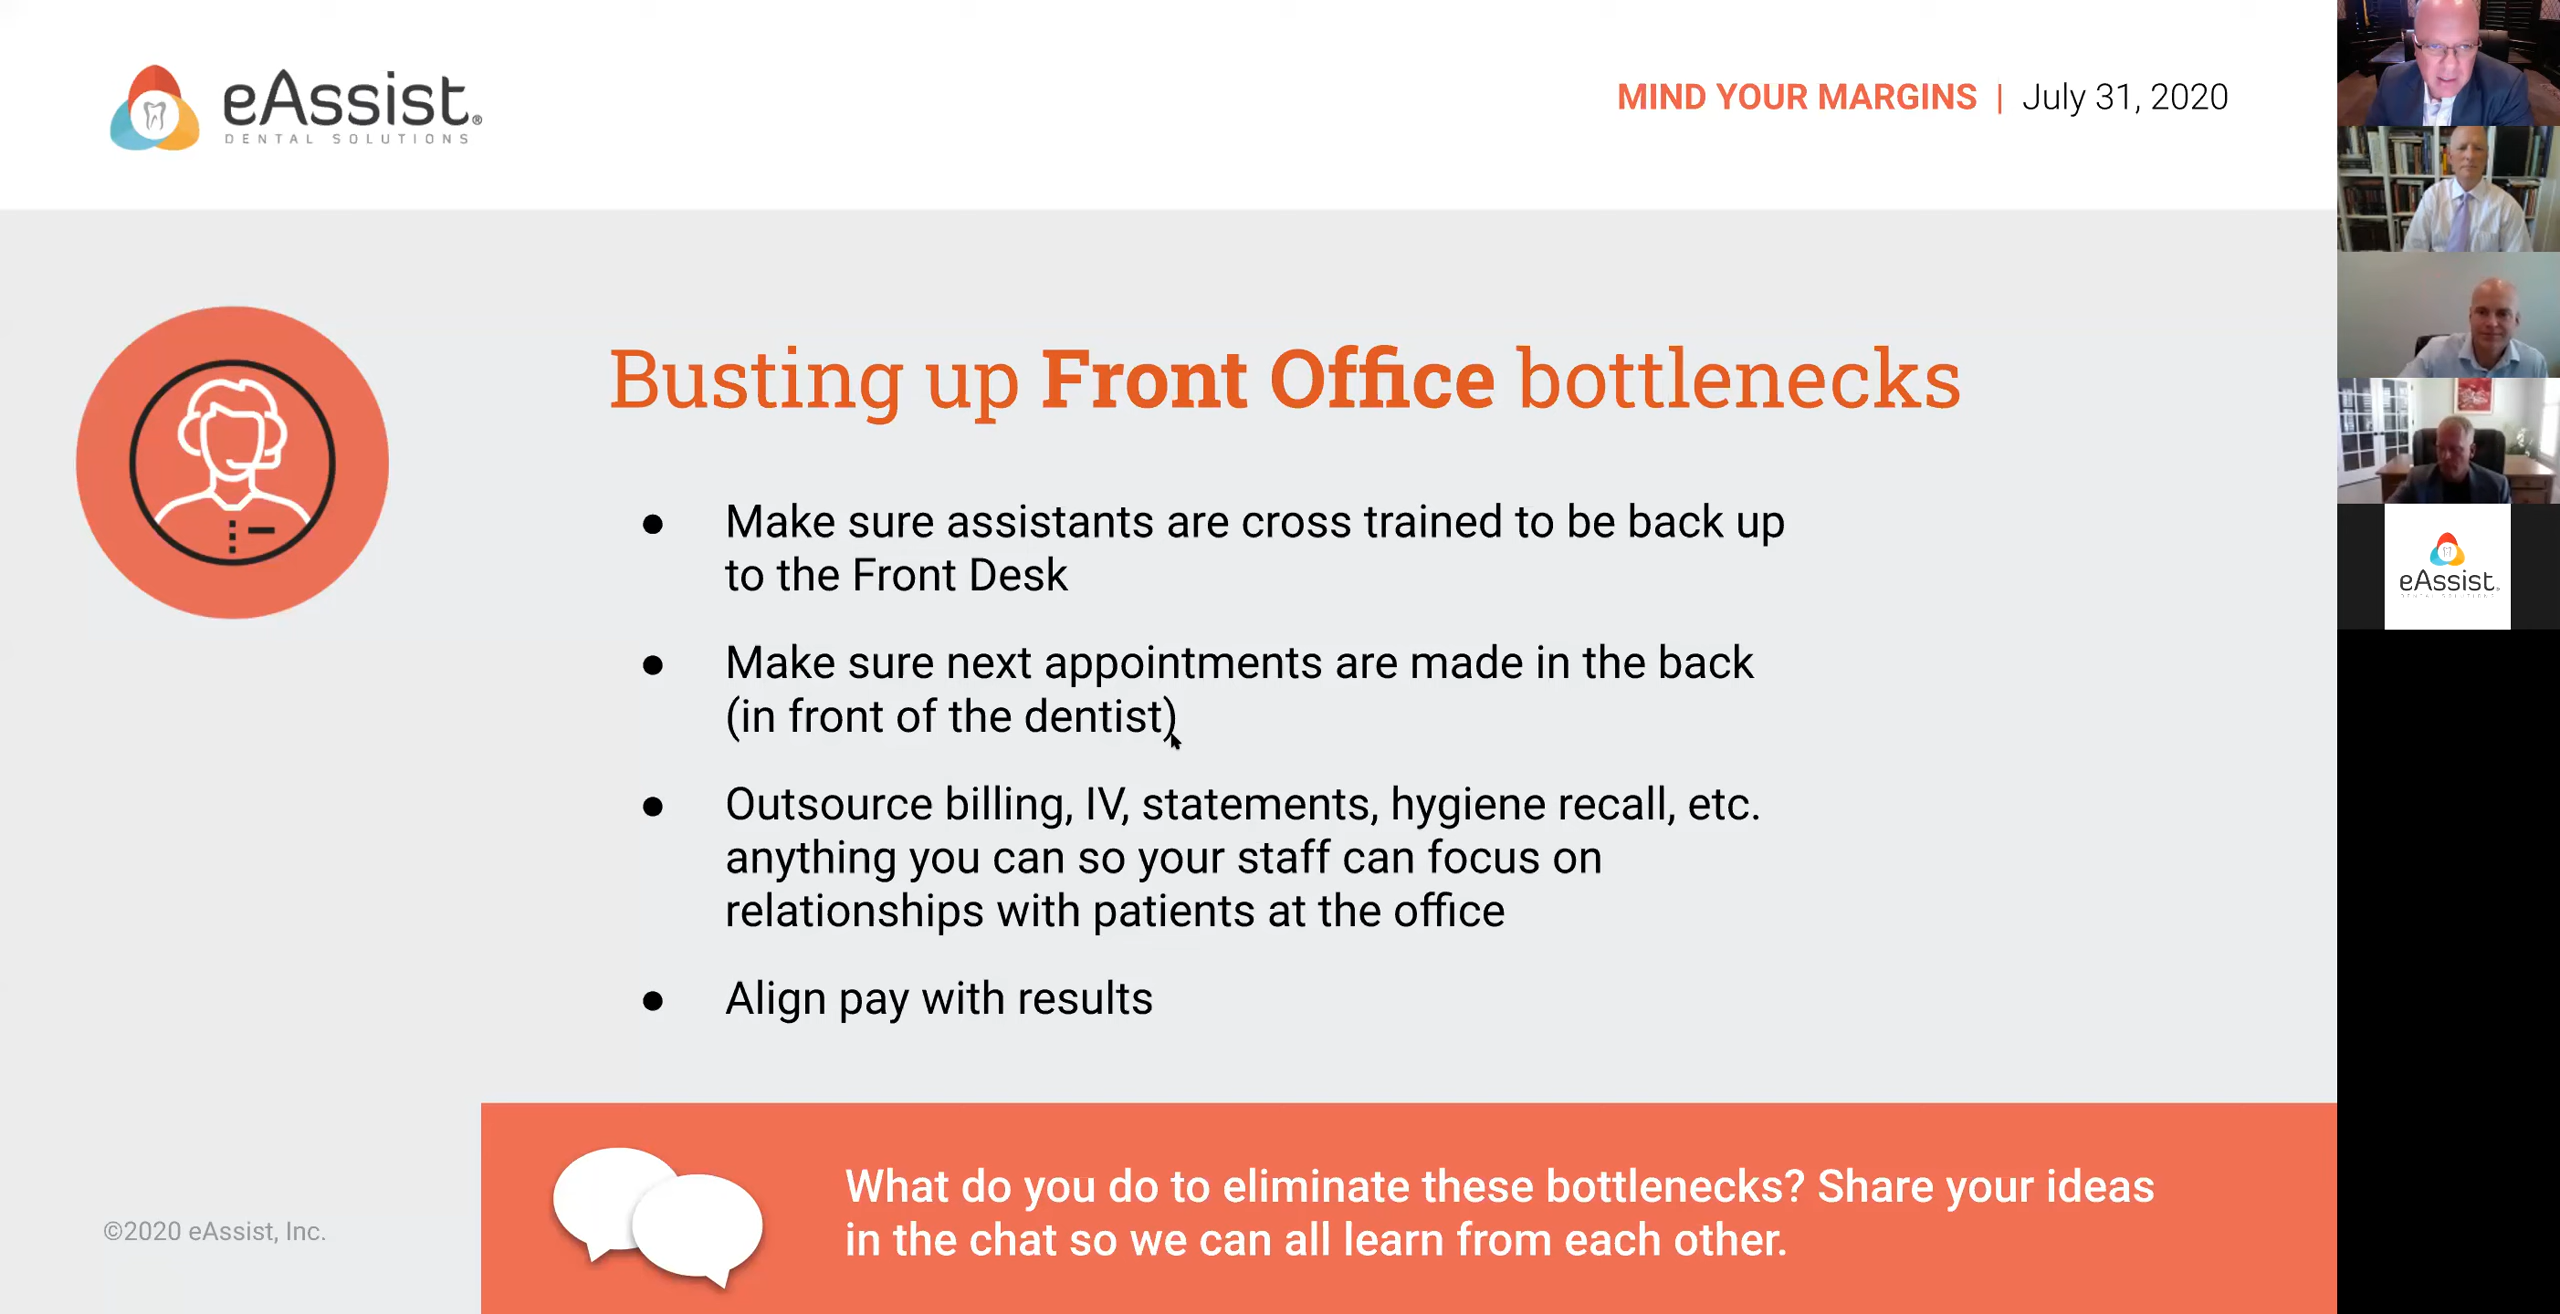 eAssist®
DENTAL SOLUTIONS
MIND YOUR MARGINS | July 31, 2020
Busting up Front Office bottlenecks
● Make sure assistants are cross trained to be back up
to the Front Desk
● Make sure next appointments are made in the back
(in front of the dentist)
● Outsource billing, IV, statements, hygiene recall, etc.
anything you can so your staff can focus on
relationships with patients at the office
● Align pay with results
What do you do to eliminate these bottlenecks? Share your ideas
in the chat so we can all learn from each other.
©2020 eAssist, Inc.
eAssist®
DENTAL SOLUTIONS